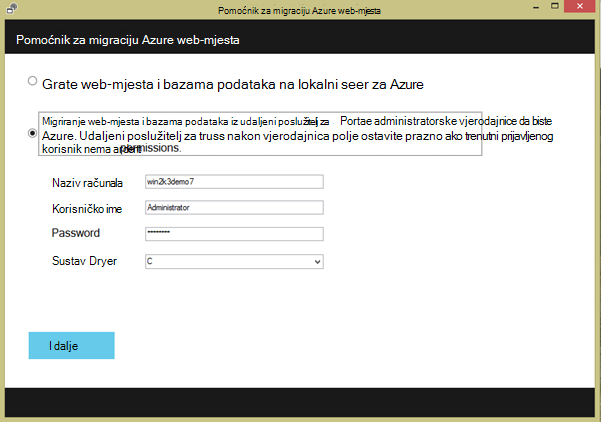 Pomoćnik za migraciju Azure web-mjesta
Pomoćnik za migraciju Azure web-mjesta
Grate web-mjesta i bazama podataka na lokalni seer za Azure
Migriranje web-mjesta i bazama podataka iz udaljeni poslužitelj za Portae administratorske vjerodajnice da biste
Azure. Udaljeni poslužitelj za truss nakon vjerodajnica polje ostavite prazno ako trenutni prijavljenog
korisnik nema permissions.
Naziv računala win2k3demo7
Korisničko ime Administrator
Password ********
Sustav Dryer C
I dalje